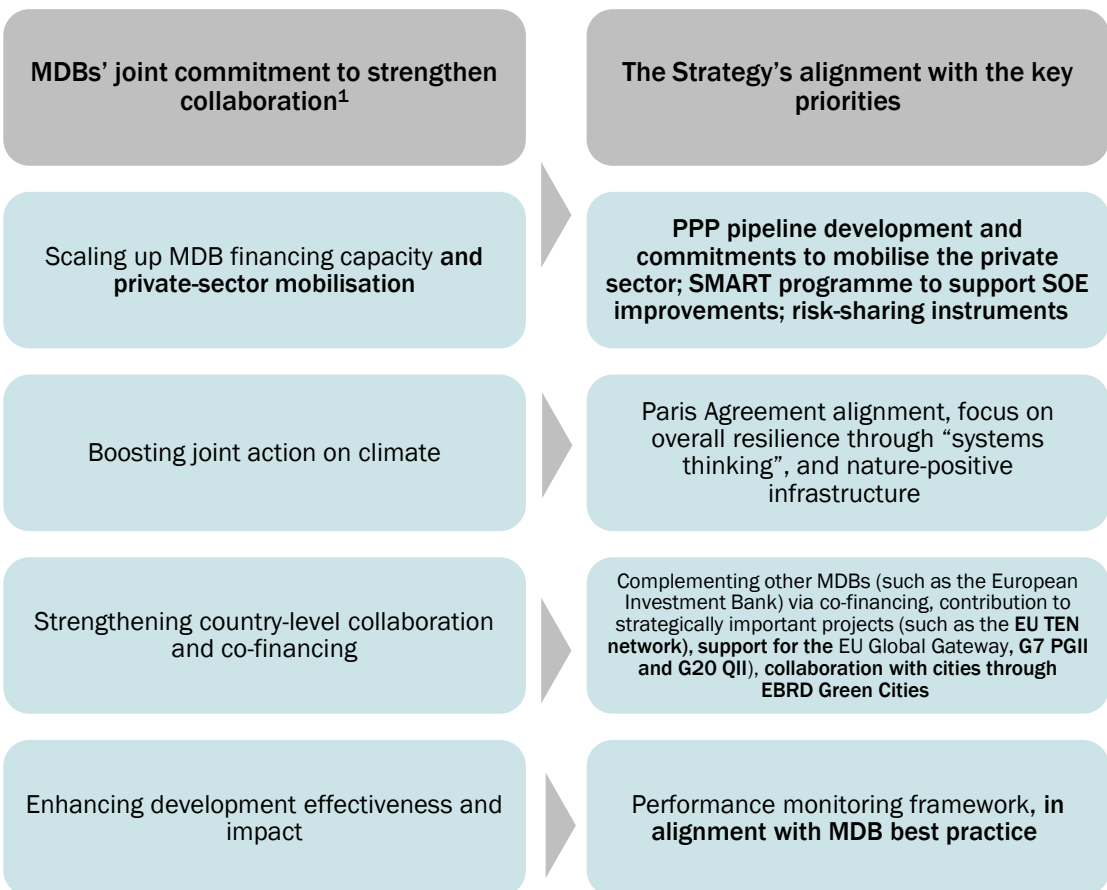 MDBs’ joint commitment to strengthen
collaboration¹
The Strategy’s alignment with the key
priorities
Scaling up MDB financing capacity and
private-sector mobilisation
PPP pipeline development and
commitments to mobilise the private
sector; SMART programme to support SOE
improvements; risk-sharing instruments
Boosting joint action on climate
Paris Agreement alignment, focus on
overall resilience through “systems
thinking”, and nature-positive
infrastructure
Strengthening country-level collaboration
and co-financing
Complementing other MDBs (such as the European
Investment Bank) via co-financing, contribution to
strategically important projects (such as the EU TEN
network), support for the EU Global Gateway, G7 PGII
and G20 QII), collaboration with cities through
EBRD Green Cities
Enhancing development effectiveness and
impact
Performance monitoring framework, in
alignment with MDB best practice